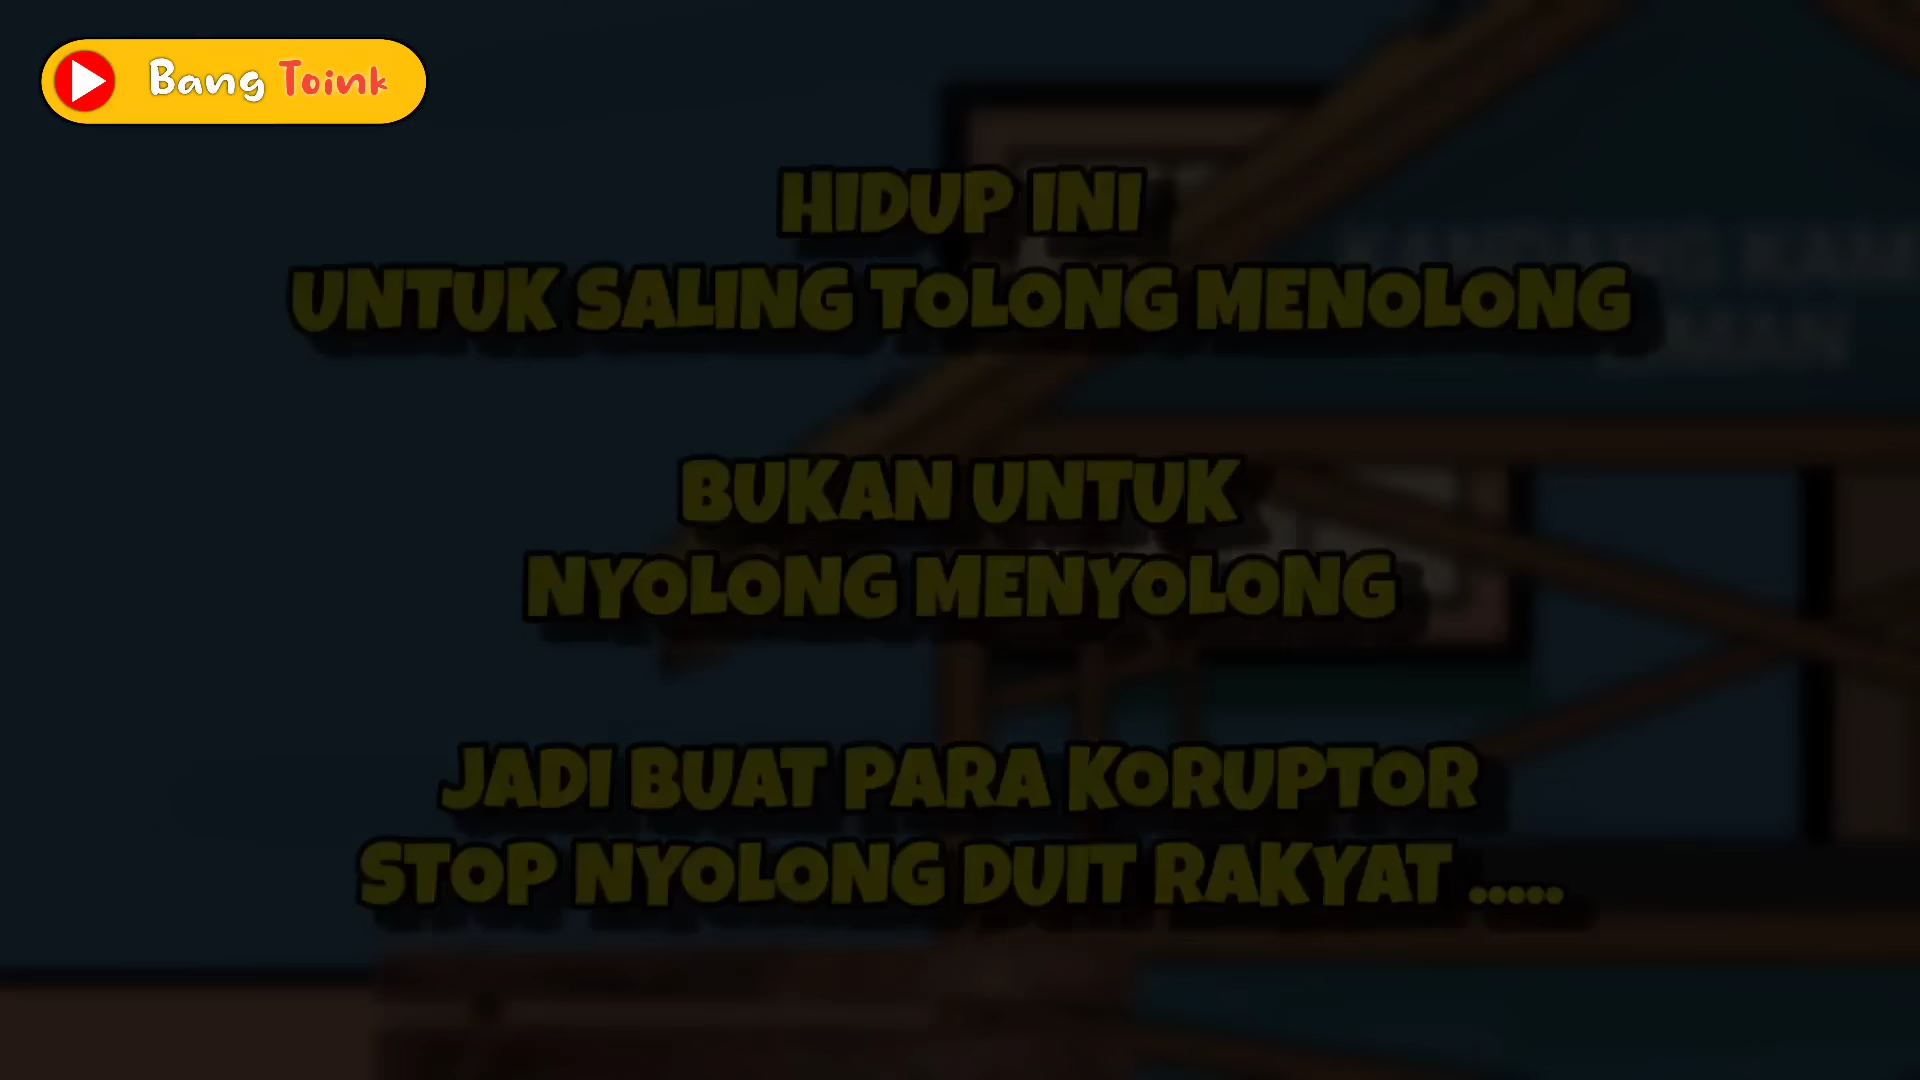 Bang Toink
HIDUP INI
UNTUK SALING TOLONG MENOLONG
BUKAN UNTUK
NYOLONG MENYOLONG
JADI BUAT PARA KORUPTOR
STOP NYOLONG DUIT RAKYAT .....